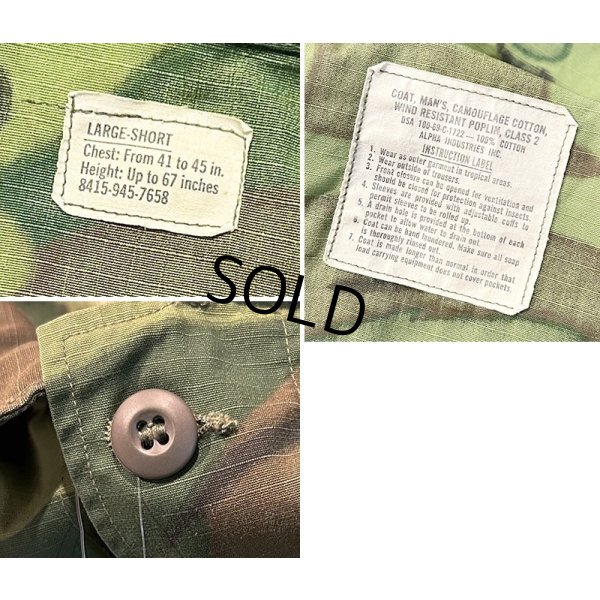 LARGE-SHORT
Chest: From 41 to 45 in.
Height: Up to 67 inches
8415-945-7658
COAT, MAN'S, CAMOUFLAGE COTTON,
WIND RESISTANT POPLIN, CLASS 2
DSA 100-69-C-1722 — 100% COTTON
ALPHA INDUSTRIES INC.
INSTRUCTION LABEL
1. Wear as outer garment in tropical areas.
2. Wear outside of trousers.
3. Front closure can be opened for ventilation and
should be closed for protection against insects.
4. Sleeves are provided with adjustable cuffs to
permit sleeves to be rolled up.
5. A drain hole is provided at the bottom of each
pocket to allow water to drain out.
6. Coat can be hand laundered. Make sure all soap
is thoroughly rinsed out.
7. Coat is made longer than normal in order that
load carrying equipment does not cover pockets.
SOLD